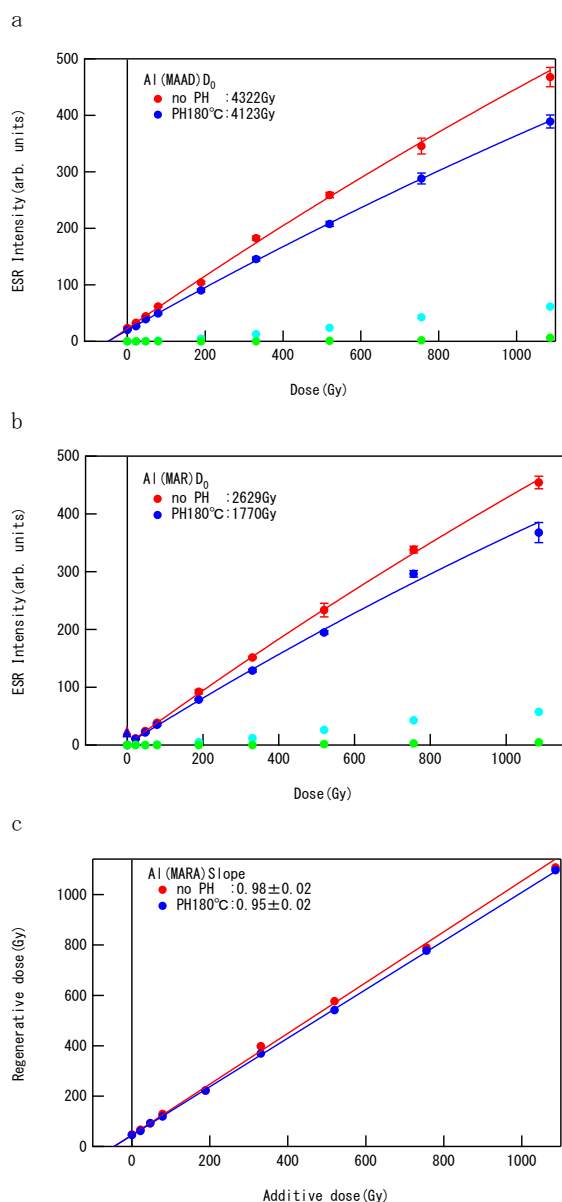 a
500
400
300
200
100
0
ESR Intensity(arb. units)
Al(MAAD)D0
no PH :4322Gy
PH180℃:4123Gy
0 200 400 600 800 1000
Dose(Gy)
b
500
400
300
200
100
0
ESR Intensity(arb. units)
Al(MAR)D0
no PH :2629Gy
PH180℃:1770Gy
0 200 400 600 800 1000
Dose(Gy)
c
1000
800
600
400
200
0
Regenerative dose(Gy)
Al(MARA)Slope
no PH :0.98±0.02
PH180℃:0.95±0.02
0 200 400 600 800 1000
Additive dose(Gy)